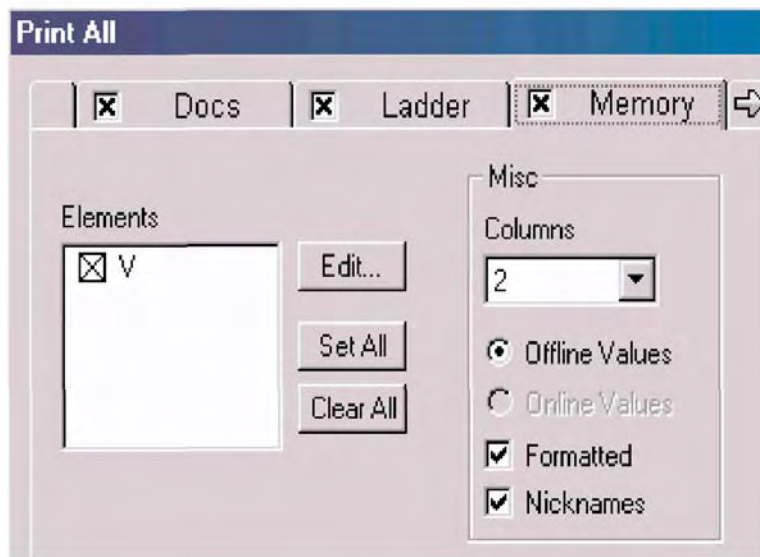 Print All
Docs
Ladder
Memory
Elements
V
Edit...
Set All
Clear All
Misc
Columns
2
Offline Values
Online Values
Formatted
Nicknames